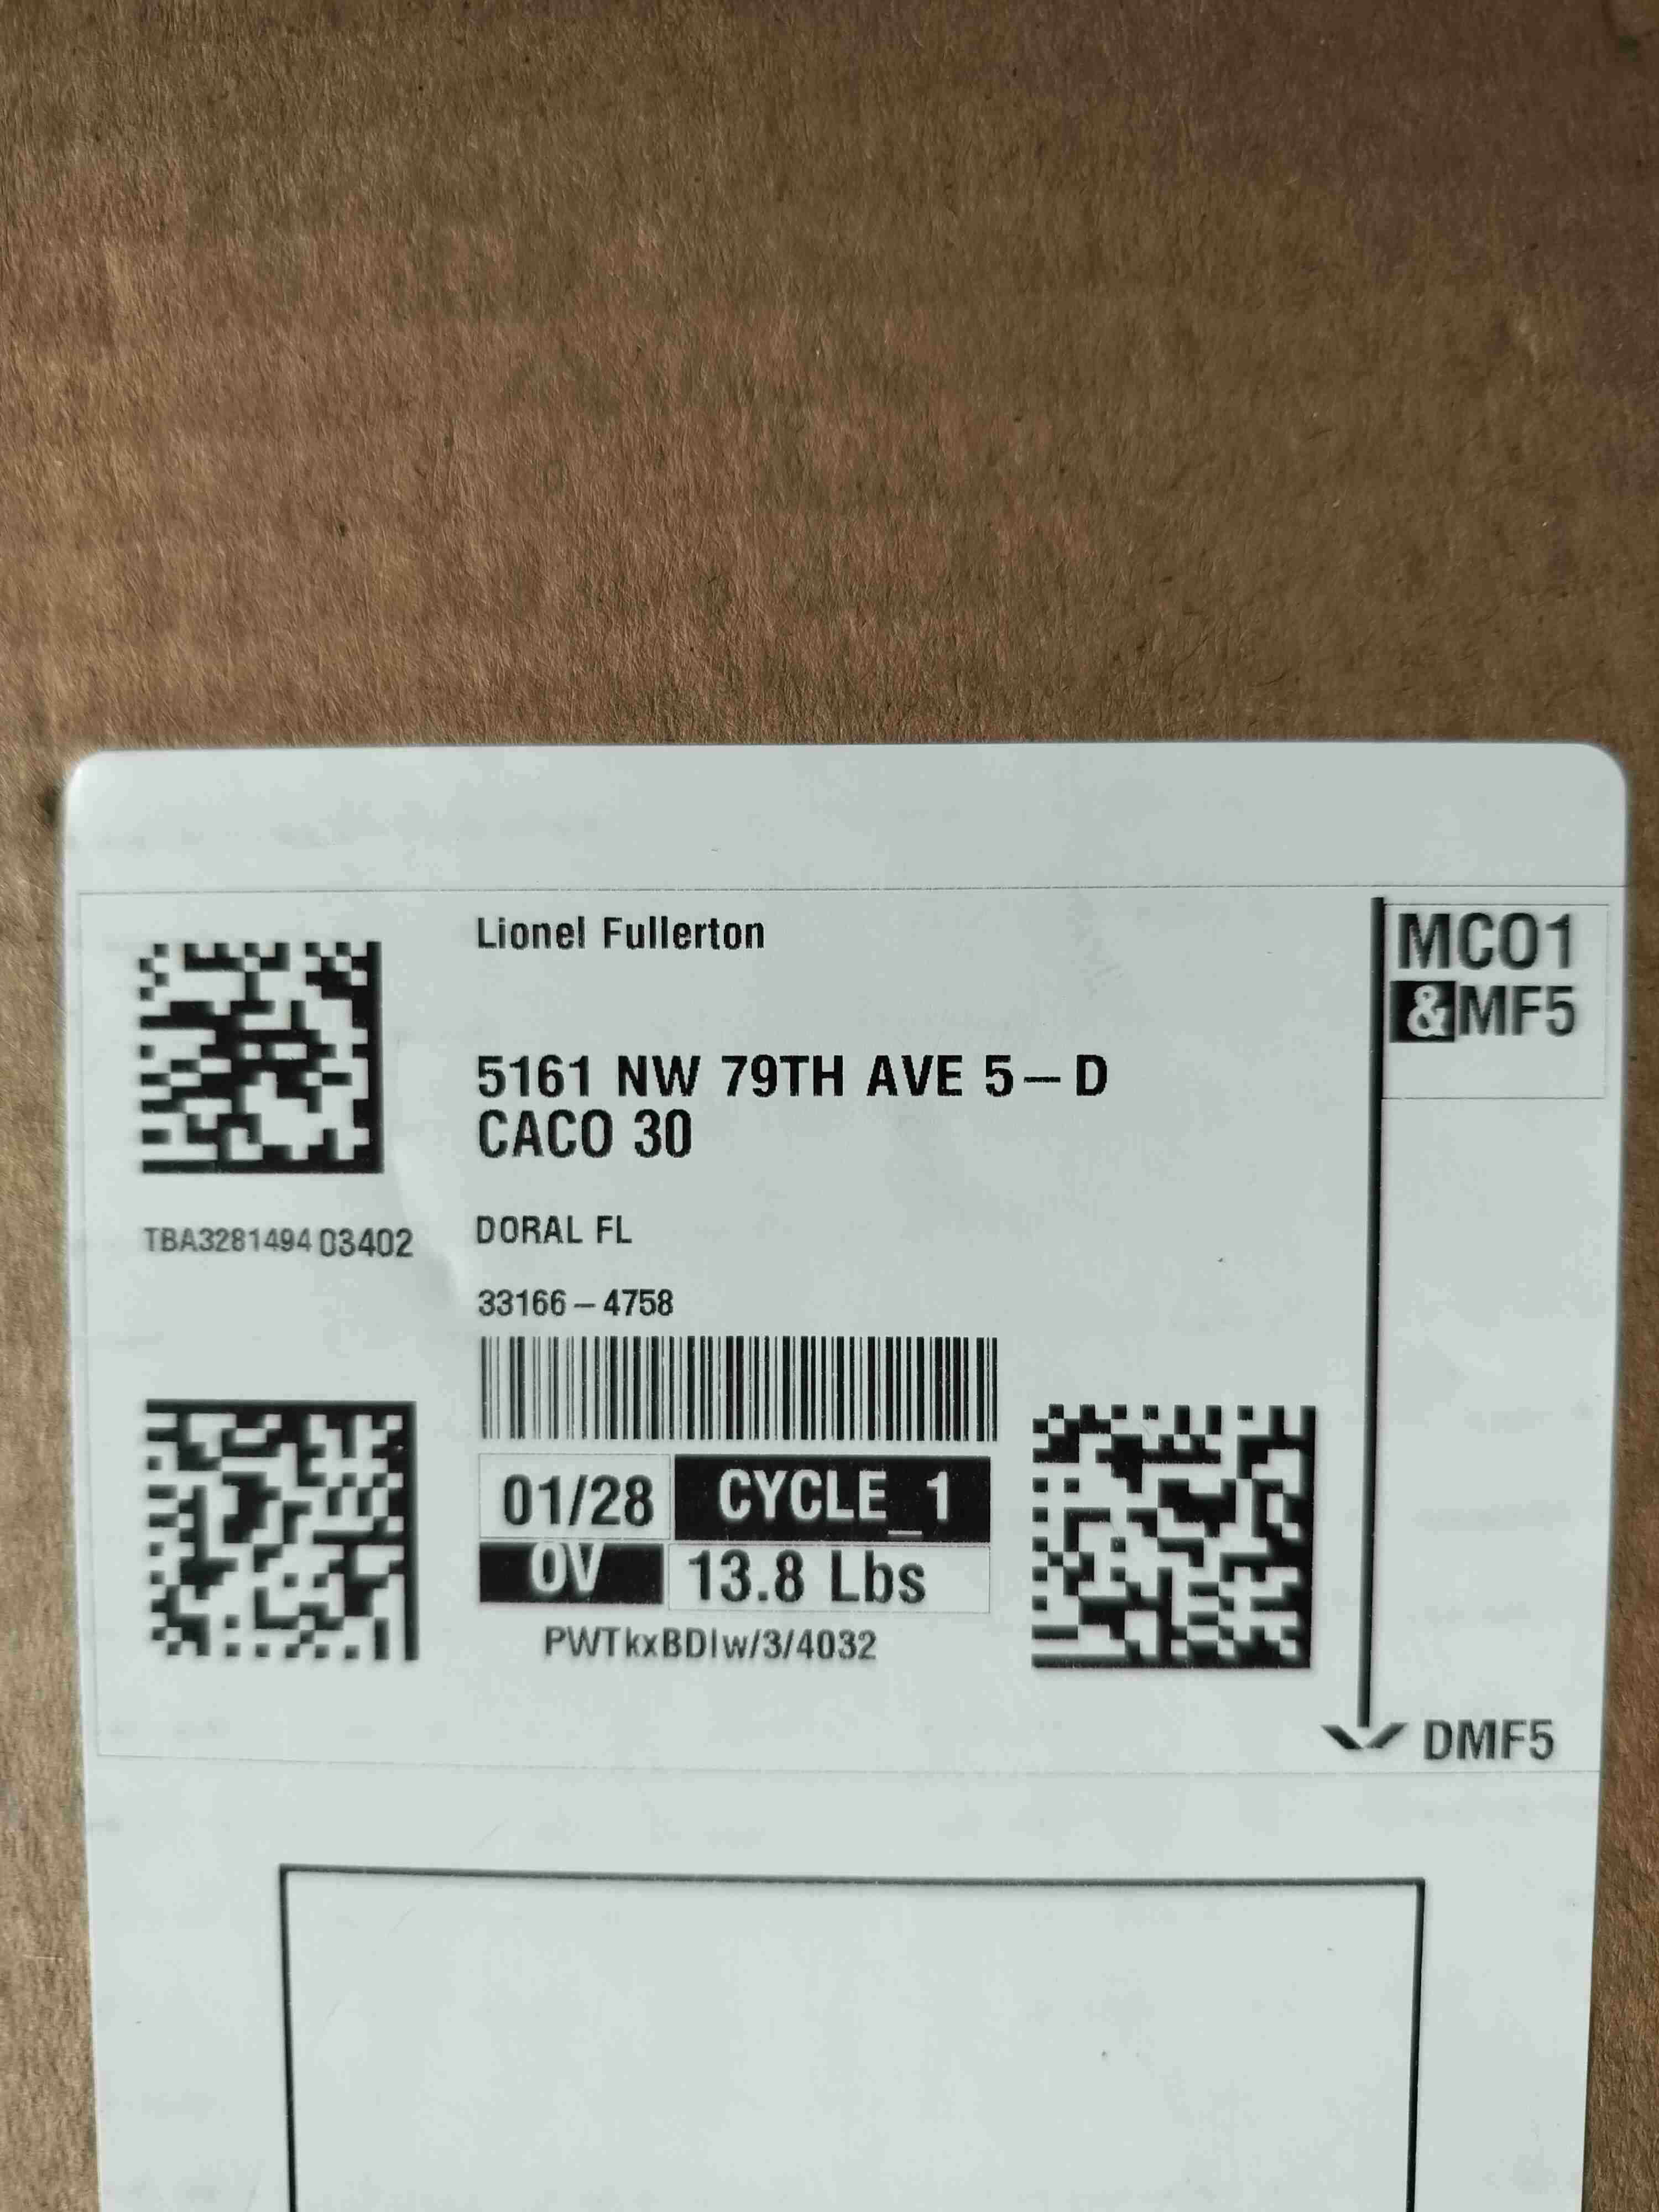 Lionel Fullerton
MCO1
&MF5
5161 NW 79TH AVE 5-D
CACO 30
TBA328149403402
DORAL FL
33166-4758
01/28 CYCLE_1
OV 13.8 Lbs
PWTkxBDlw/3/4032
DMF5